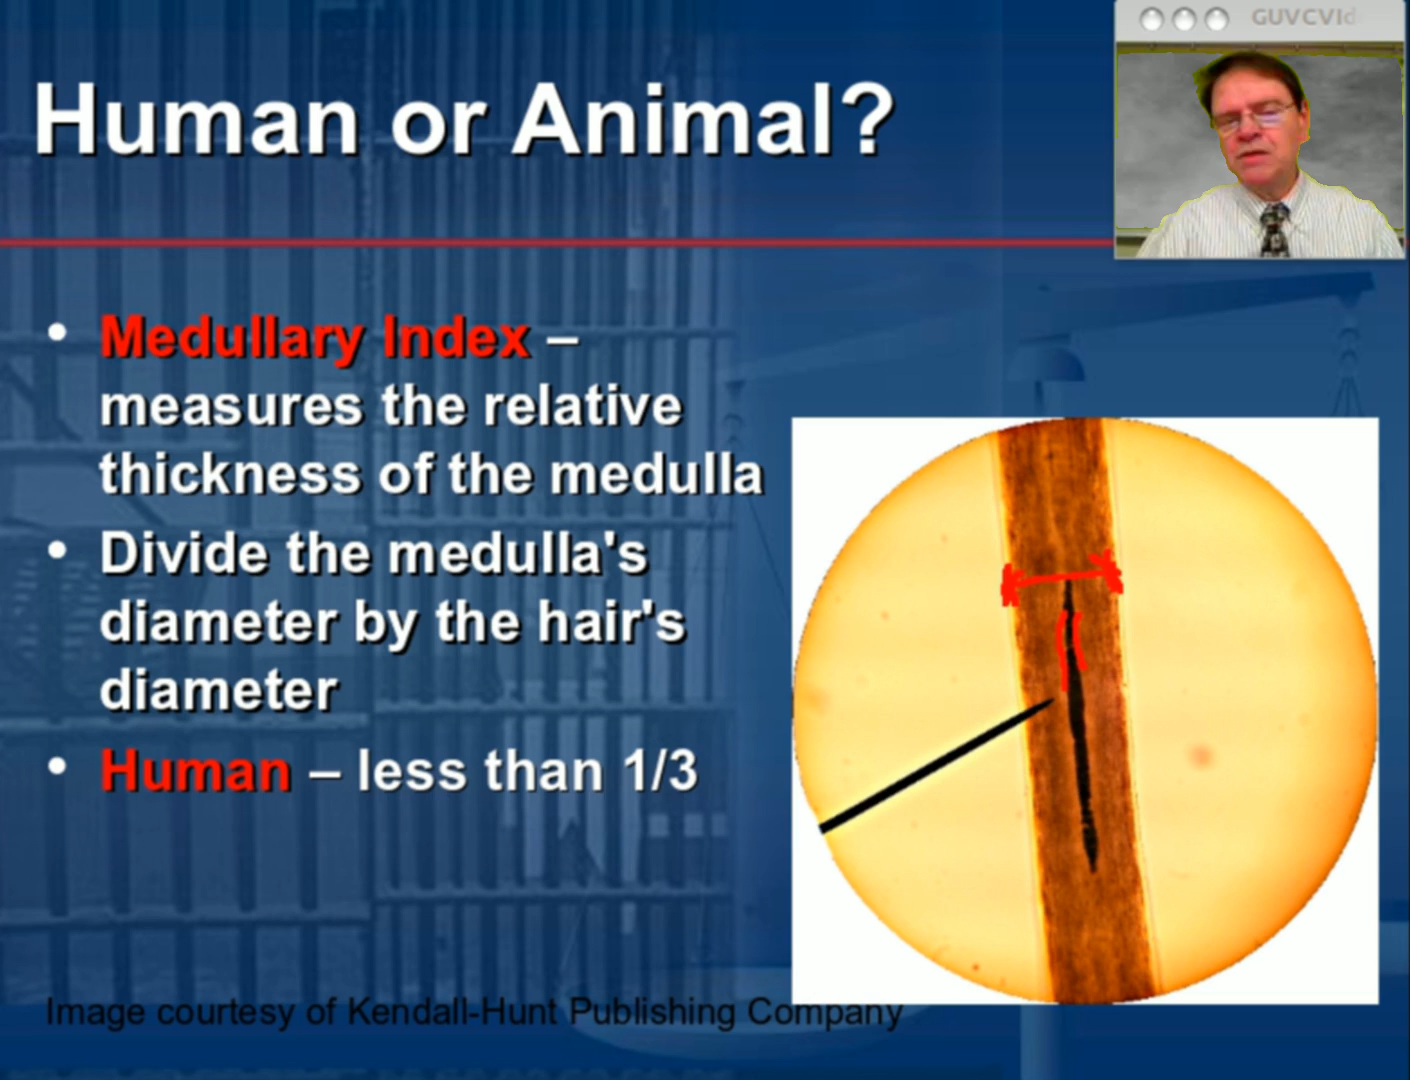 GUVCVid
Human or Animal?
• Medullary Index –
measures the relative
thickness of the medulla
• Divide the medulla's
diameter by the hair's
diameter
• Human – less than 1/3
Image courtesy of Kendall-Hunt Publishing Company